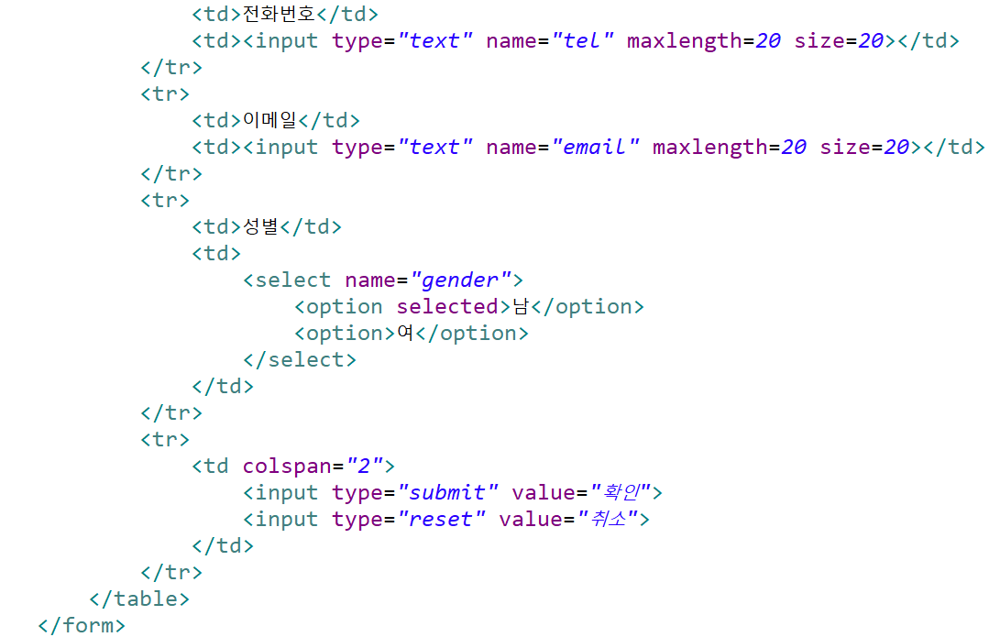 <td>전화번호</td>
<td><input type="text" name="tel" maxlength=20 size=20></td>
</tr>
<tr>
<td>이메일</td>
<td><input type="text" name="email" maxlength=20 size=20></td>
</tr>
<tr>
<td>성별</td>
<td>
<select name="gender">
<option selected>남</option>
<option>여</option>
</select>
</td>
</tr>
<tr>
<td colspan="2">
<input type="submit" value="확인">
<input type="reset" value="취소">
</td>
</tr>
</table>
</form>